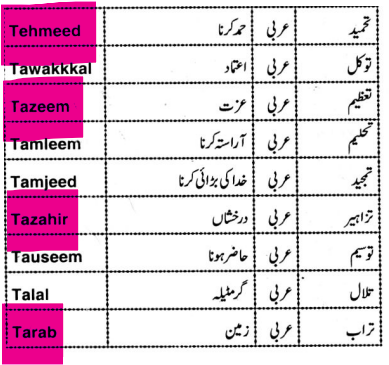 Tehmeed حمد کرنا عربی تحمید
Tawakkkal اعتماد عربی توکل
Tazeem عزت عربی تعظیم
Tamleem آراستہ کرنا عربی تحلیم
Tamjeed خدا کی بڑائی کرنا عربی تمجید
Tazahir درخشاں عربی تزاہیر
Tauseem حاضر ہونا عربی توسیم
Talal گرمٹیلہ عربی تلال
Tarab زمین عربی تراب